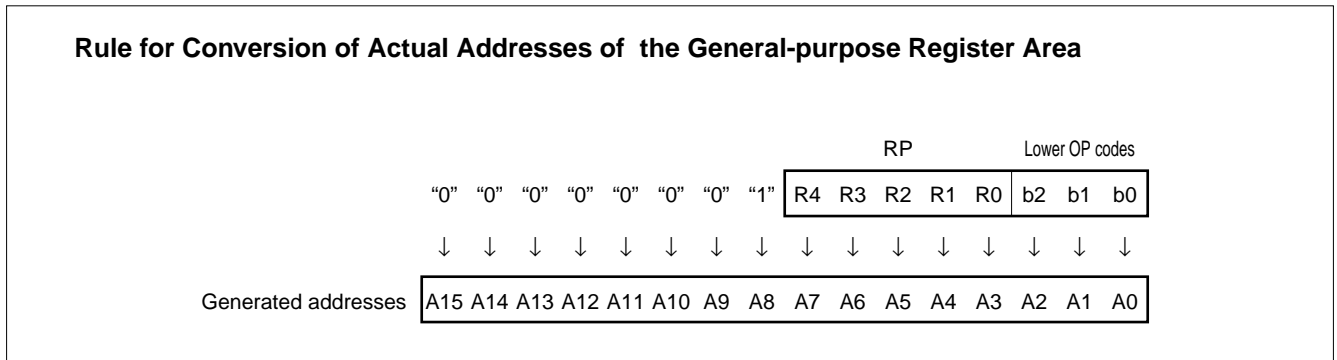 Rule for Conversion of Actual Addresses of the General-purpose Register Area
RP Lower OP codes
“0” “0” “0” “0” “0” “0” “0” “1” R4 R3 R2 R1 R0 b2 b1 b0
↓ ↓ ↓ ↓ ↓ ↓ ↓ ↓ ↓ ↓ ↓ ↓ ↓ ↓ ↓ ↓
Generated addresses A15 A14 A13 A12 A11 A10 A9 A8 A7 A6 A5 A4 A3 A2 A1 A0